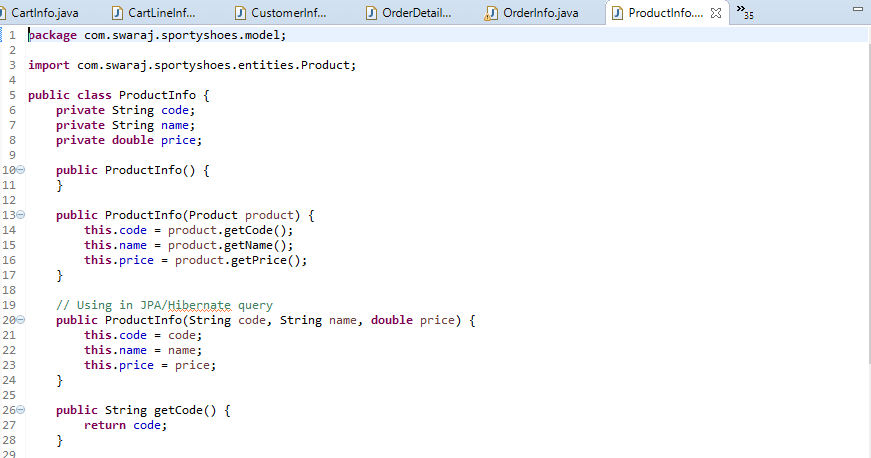 CartInfo.java CartLineInf... CustomerInf... OrderDetail... OrderInfo.java ProductInfo.... 35
1 package com.swaraj.sportyshoes.model;
2
3 import com.swaraj.sportyshoes.entities.Product;
4
5 public class ProductInfo {
6 private String code;
7 private String name;
8 private double price;
9
10 public ProductInfo() {
11 }
12
13 public ProductInfo(Product product) {
14 this.code = product.getCode();
15 this.name = product.getName();
16 this.price = product.getPrice();
17 }
18
19 // Using in JPA/Hibernate query
20 public ProductInfo(String code, String name, double price) {
21 this.code = code;
22 this.name = name;
23 this.price = price;
24 }
25
26 public String getCode() {
27 return code;
28 }
29